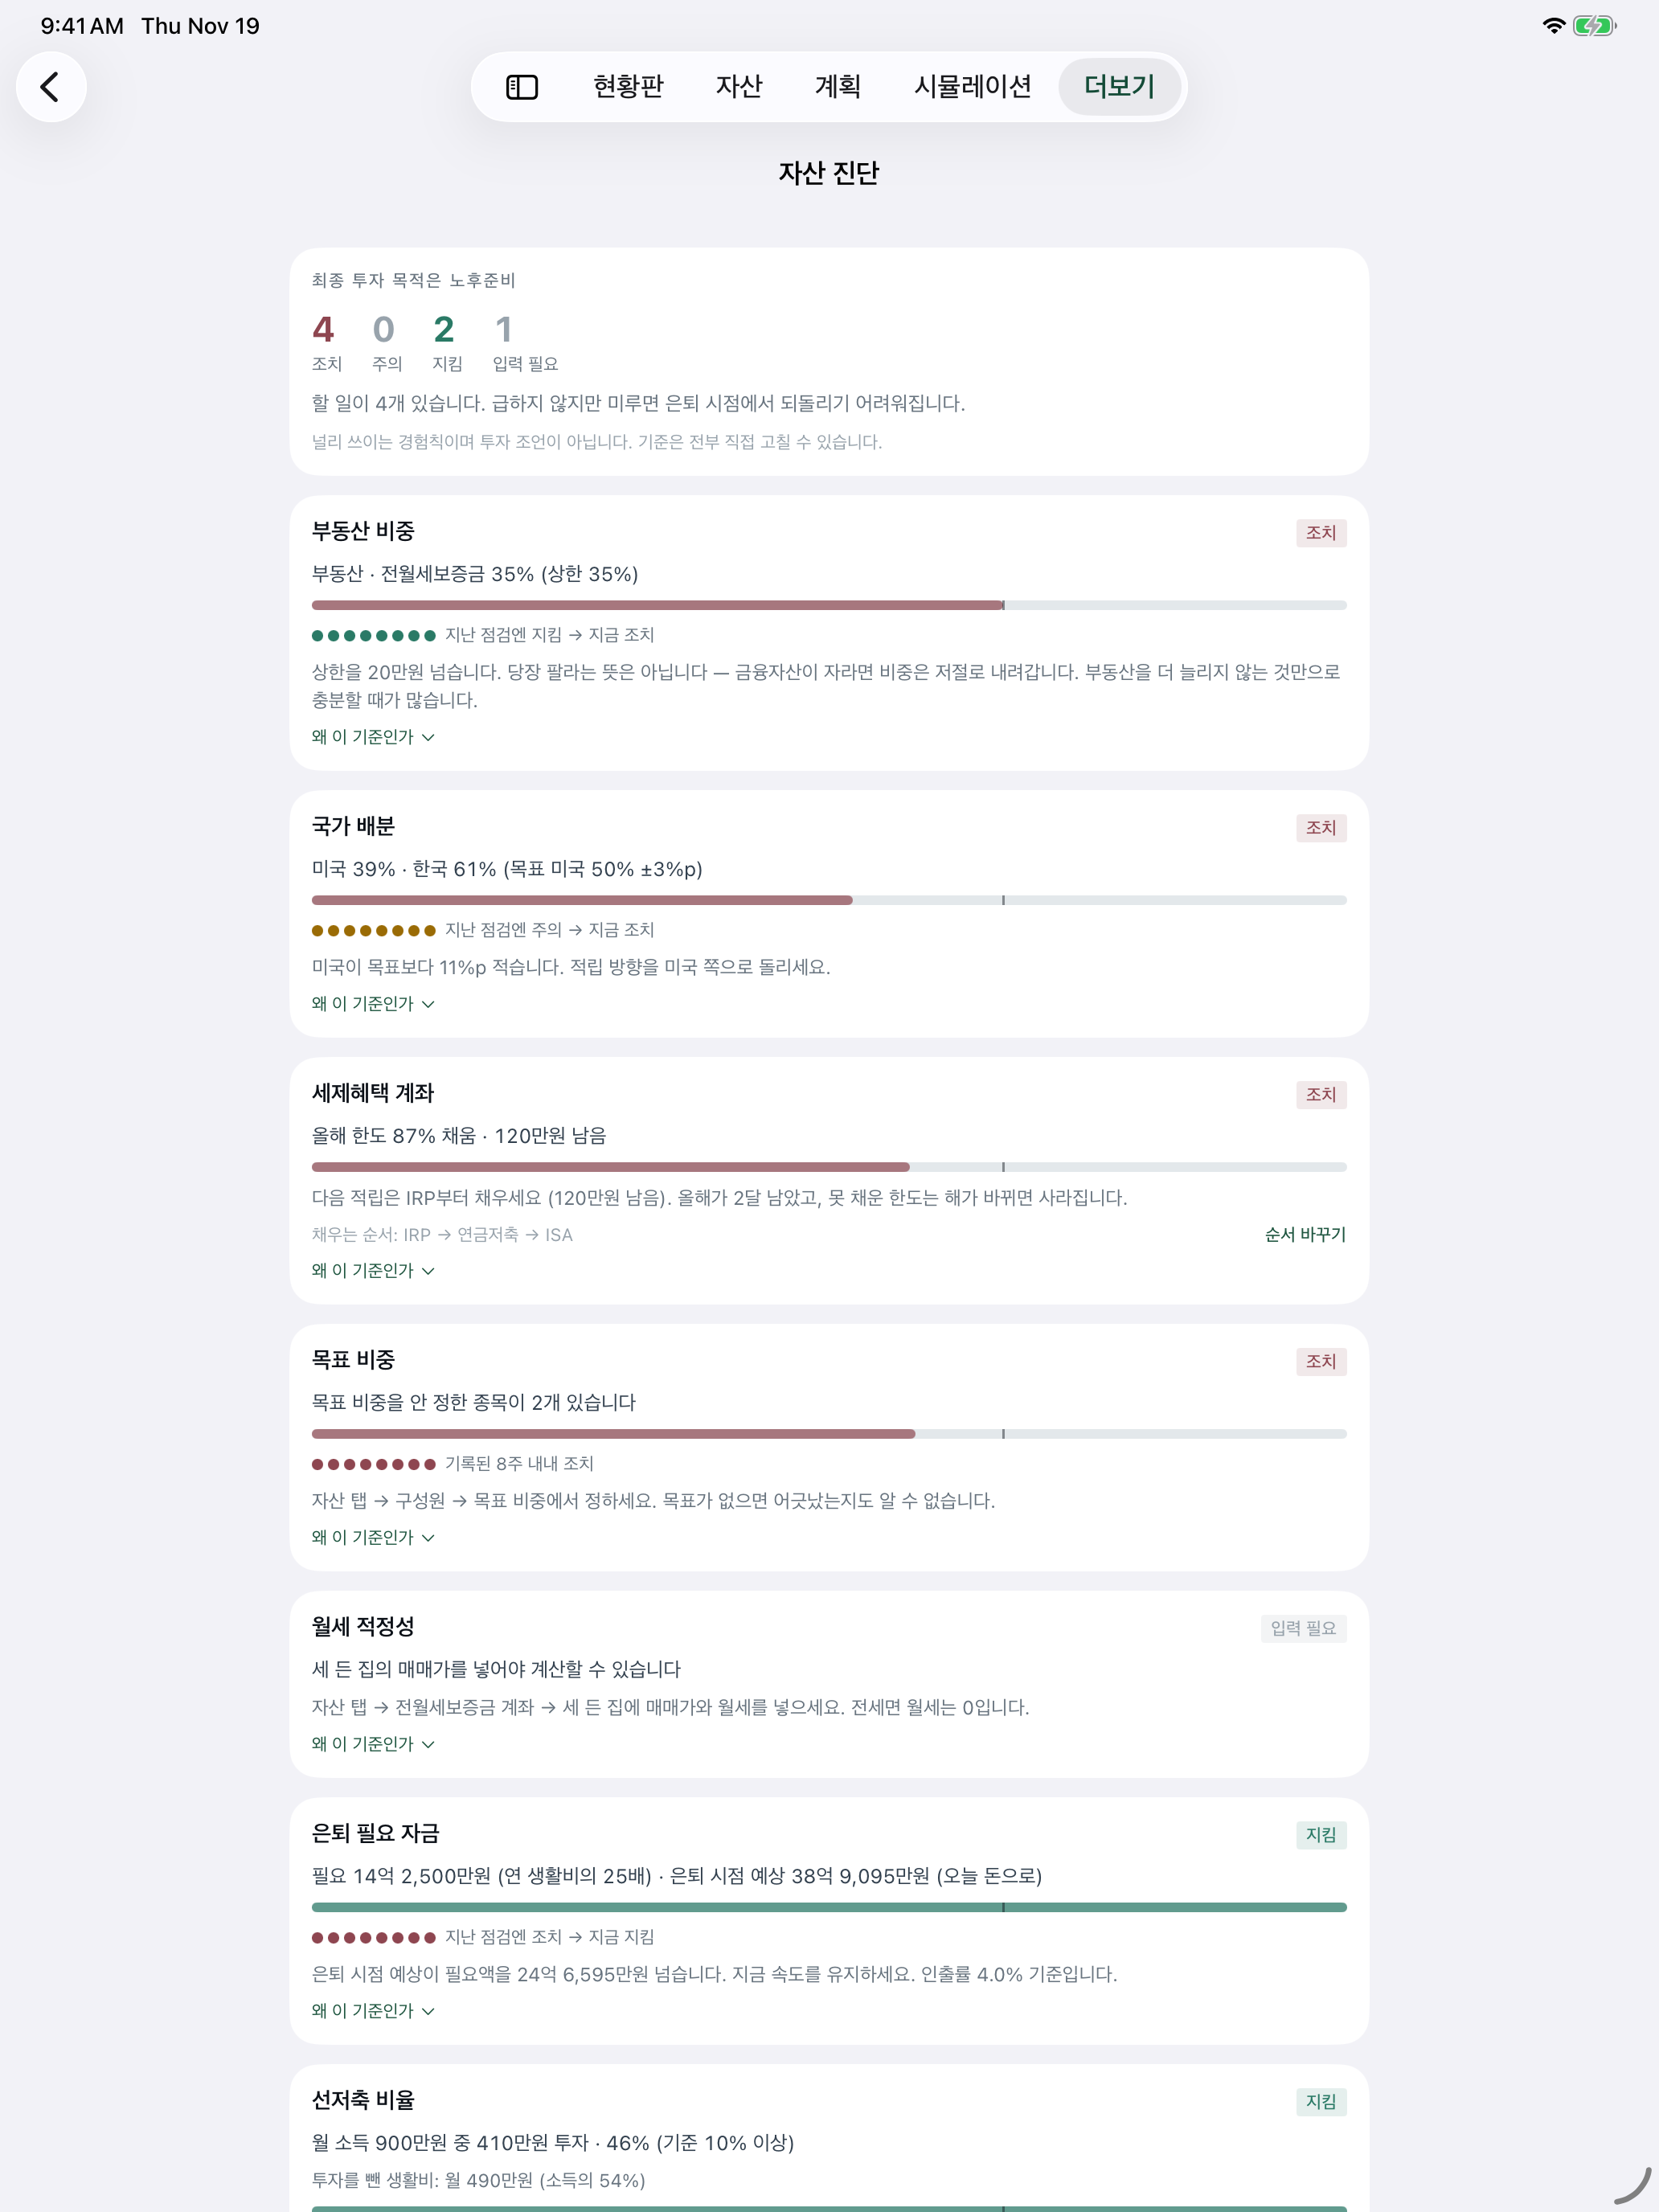 9:41 AM Thu Nov 19
현황판 자산 계획 시뮬레이션 더보기
자산 진단
최종 투자 목적은 노후준비
4 0 2 1
조치 주의 지킴 입력 필요
할 일이 4개 있습니다. 급하지 않지만 미루면 은퇴 시점에서 되돌리기 어려워집니다.
널리 쓰이는 경험칙이며 투자 조언이 아닙니다. 기준은 전부 직접 고칠 수 있습니다.
부동산 비중 조치
부동산 · 전월세보증금 35% (상한 35%)
지난 점검엔 지킴 → 지금 조치
상한을 20만원 넘습니다. 당장 팔라는 뜻은 아닙니다 — 금융자산이 자라면 비중은 저절로 내려갑니다. 부동산을 더 늘리지 않는 것만으로
충분할 때가 많습니다.
왜 이 기준인가
국가 배분 조치
미국 39% · 한국 61% (목표 미국 50% ±3%p)
지난 점검엔 주의 → 지금 조치
미국이 목표보다 11%p 적습니다. 적립 방향을 미국 쪽으로 돌리세요.
왜 이 기준인가
세제혜택 계좌 조치
올해 한도 87% 채움 · 120만원 남음
다음 적립은 IRP부터 채우세요 (120만원 남음). 올해가 2달 남았고, 못 채운 한도는 해가 바뀌면 사라집니다.
채우는 순서: IRP → 연금저축 → ISA 순서 바꾸기
왜 이 기준인가
목표 비중 조치
목표 비중을 안 정한 종목이 2개 있습니다
기록된 8주 내내 조치
자산 탭 → 구성원 → 목표 비중에서 정하세요. 목표가 없으면 어긋났는지도 알 수 없습니다.
왜 이 기준인가
월세 적정성 입력 필요
세 든 집의 매매가를 넣어야 계산할 수 있습니다
자산 탭 → 전월세보증금 계좌 → 세 든 집에 매매가와 월세를 넣으세요. 전세면 월세는 0입니다.
왜 이 기준인가
은퇴 필요 자금 지킴
필요 14억 2,500만원 (연 생활비의 25배) · 은퇴 시점 예상 38억 9,095만원 (오늘 돈으로)
지난 점검엔 조치 → 지금 지킴
은퇴 시점 예상이 필요액을 24억 6,595만원 넘습니다. 지금 속도를 유지하세요. 인출률 4.0% 기준입니다.
왜 이 기준인가
선저축 비율 지킴
월 소득 900만원 중 410만원 투자 · 46% (기준 10% 이상)
투자를 뺀 생활비: 월 490만원 (소득의 54%)